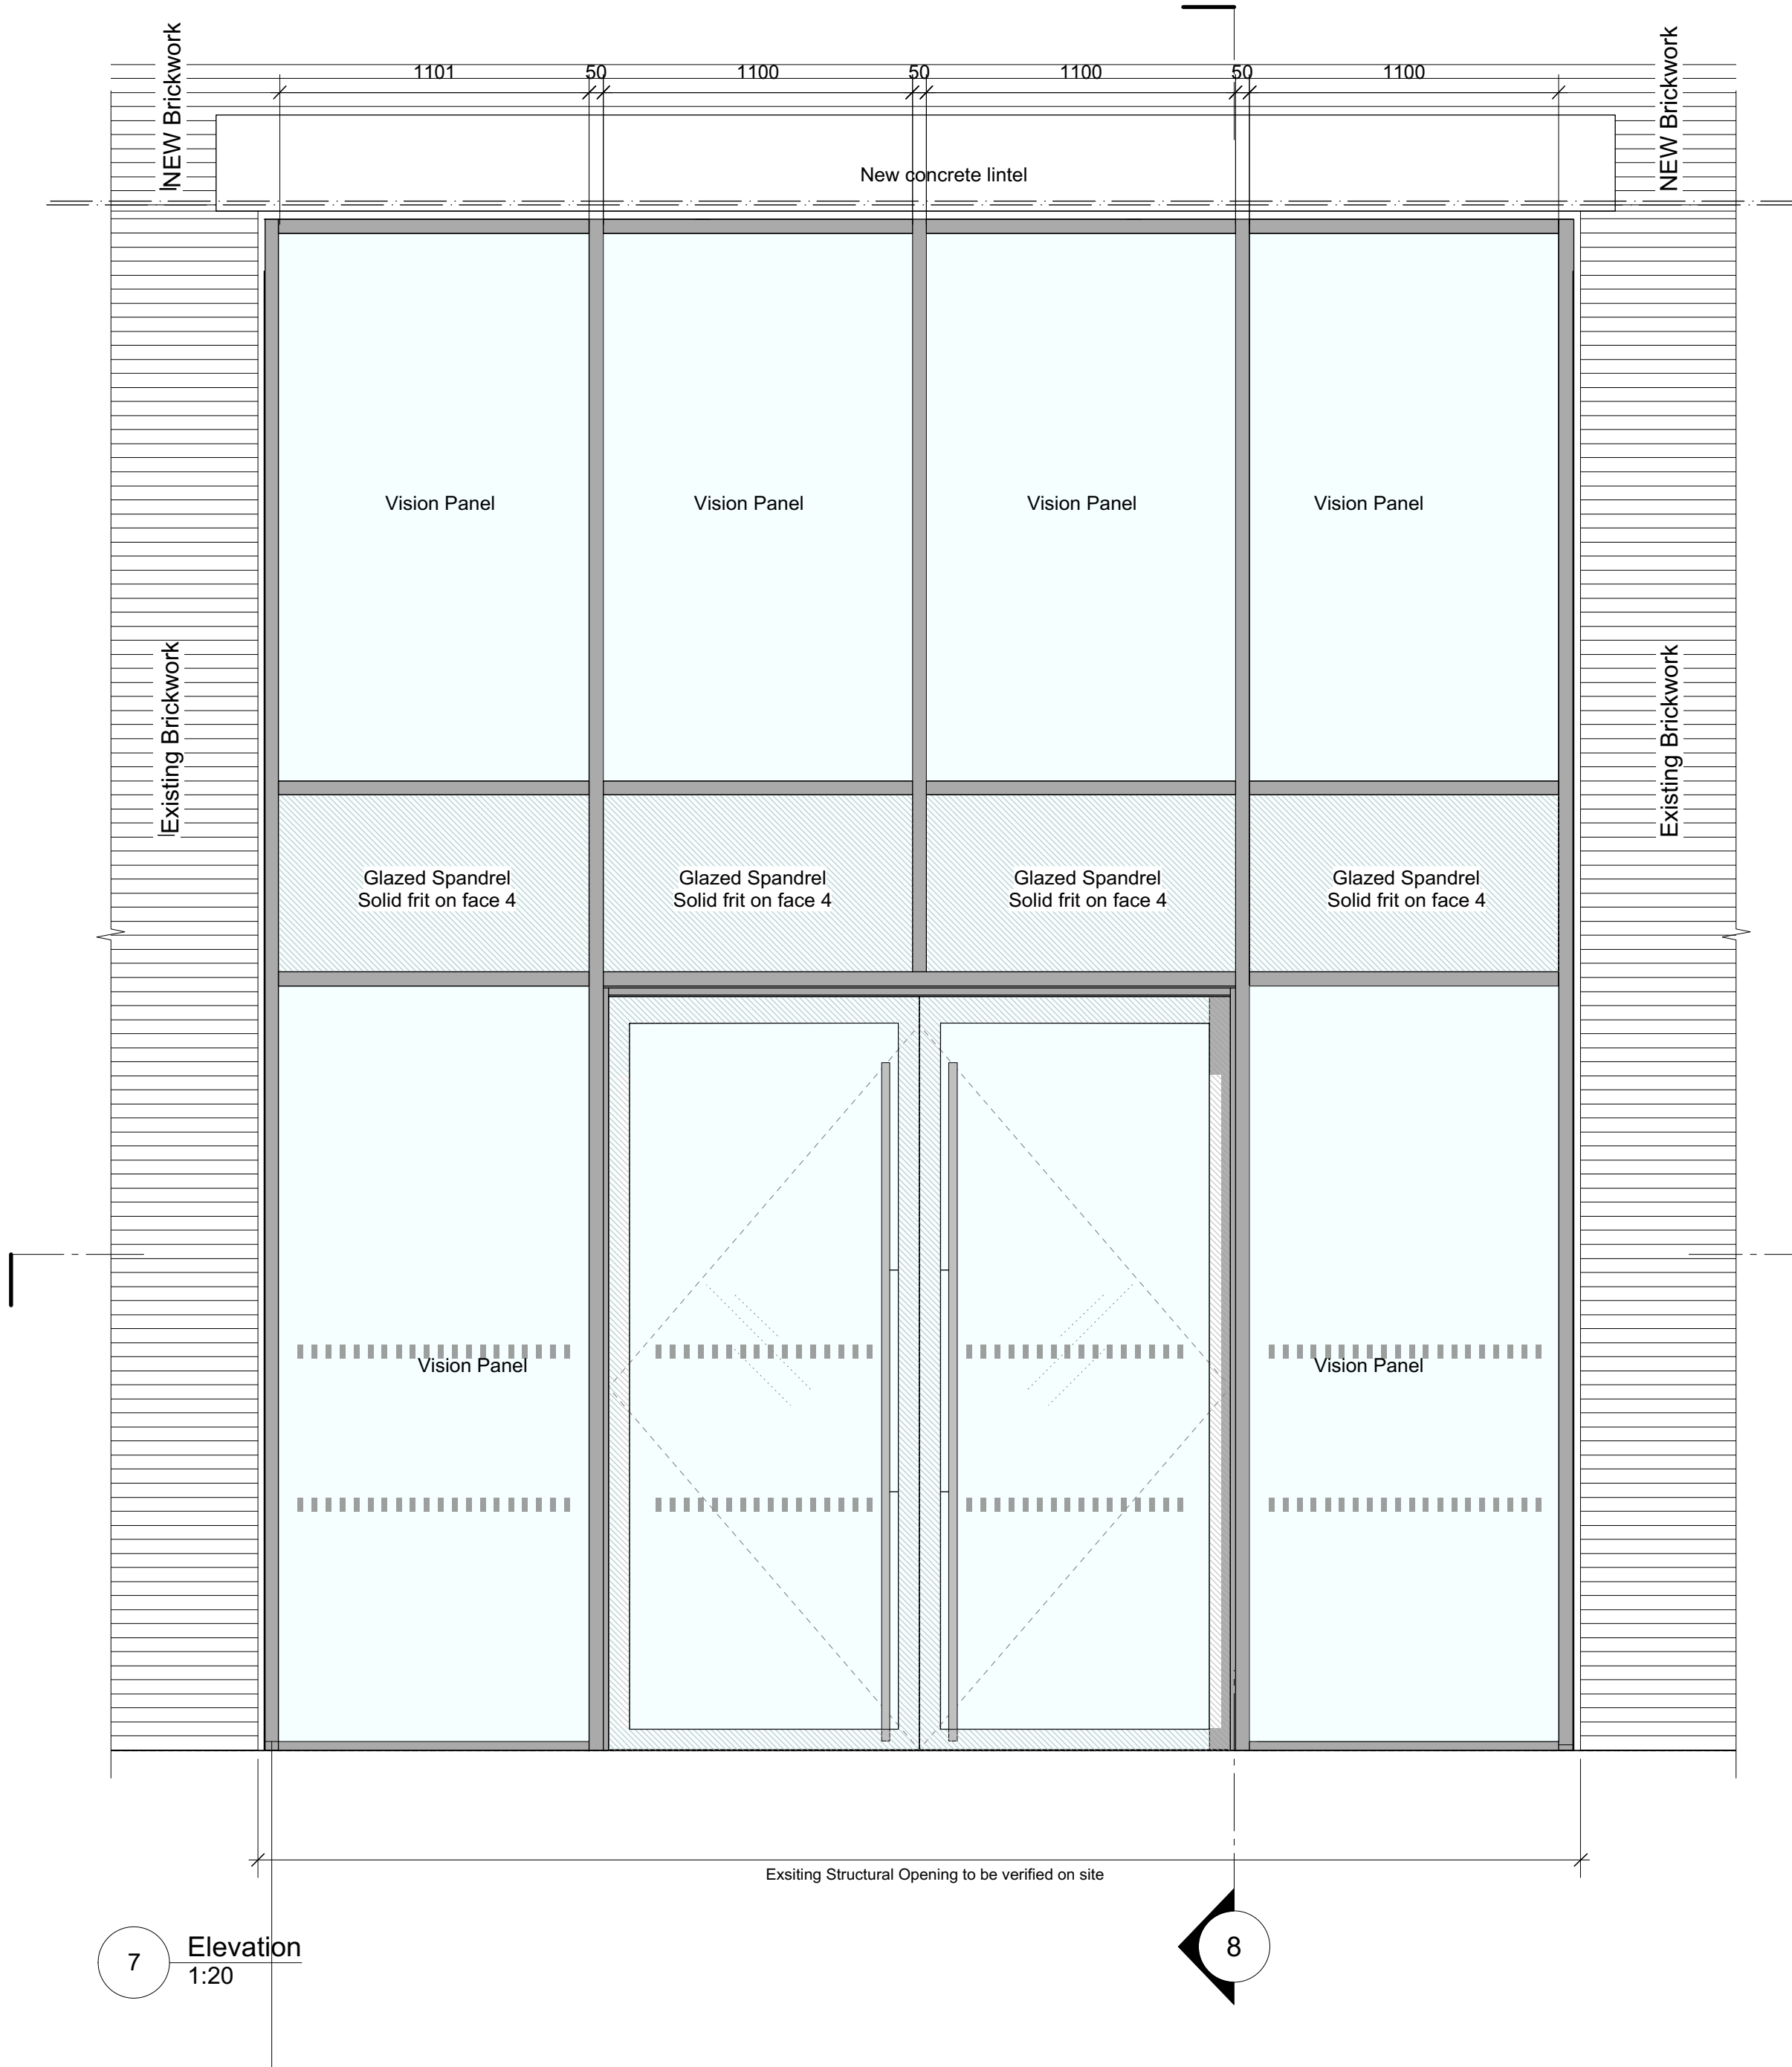 NEW Brickwork
1101
50
1100
50
1100
50
1100
NEW Brickwork
New concrete lintel
Vision Panel
Vision Panel
Vision Panel
Vision Panel
Existing Brickwork
Existing Brickwork
Glazed Spandrel
Solid frit on face 4
Glazed Spandrel
Solid frit on face 4
Glazed Spandrel
Solid frit on face 4
Glazed Spandrel
Solid frit on face 4
Vision Panel
Vision Panel
Exsiting Structural Opening to be verified on site
7
Elevation
1:20
8